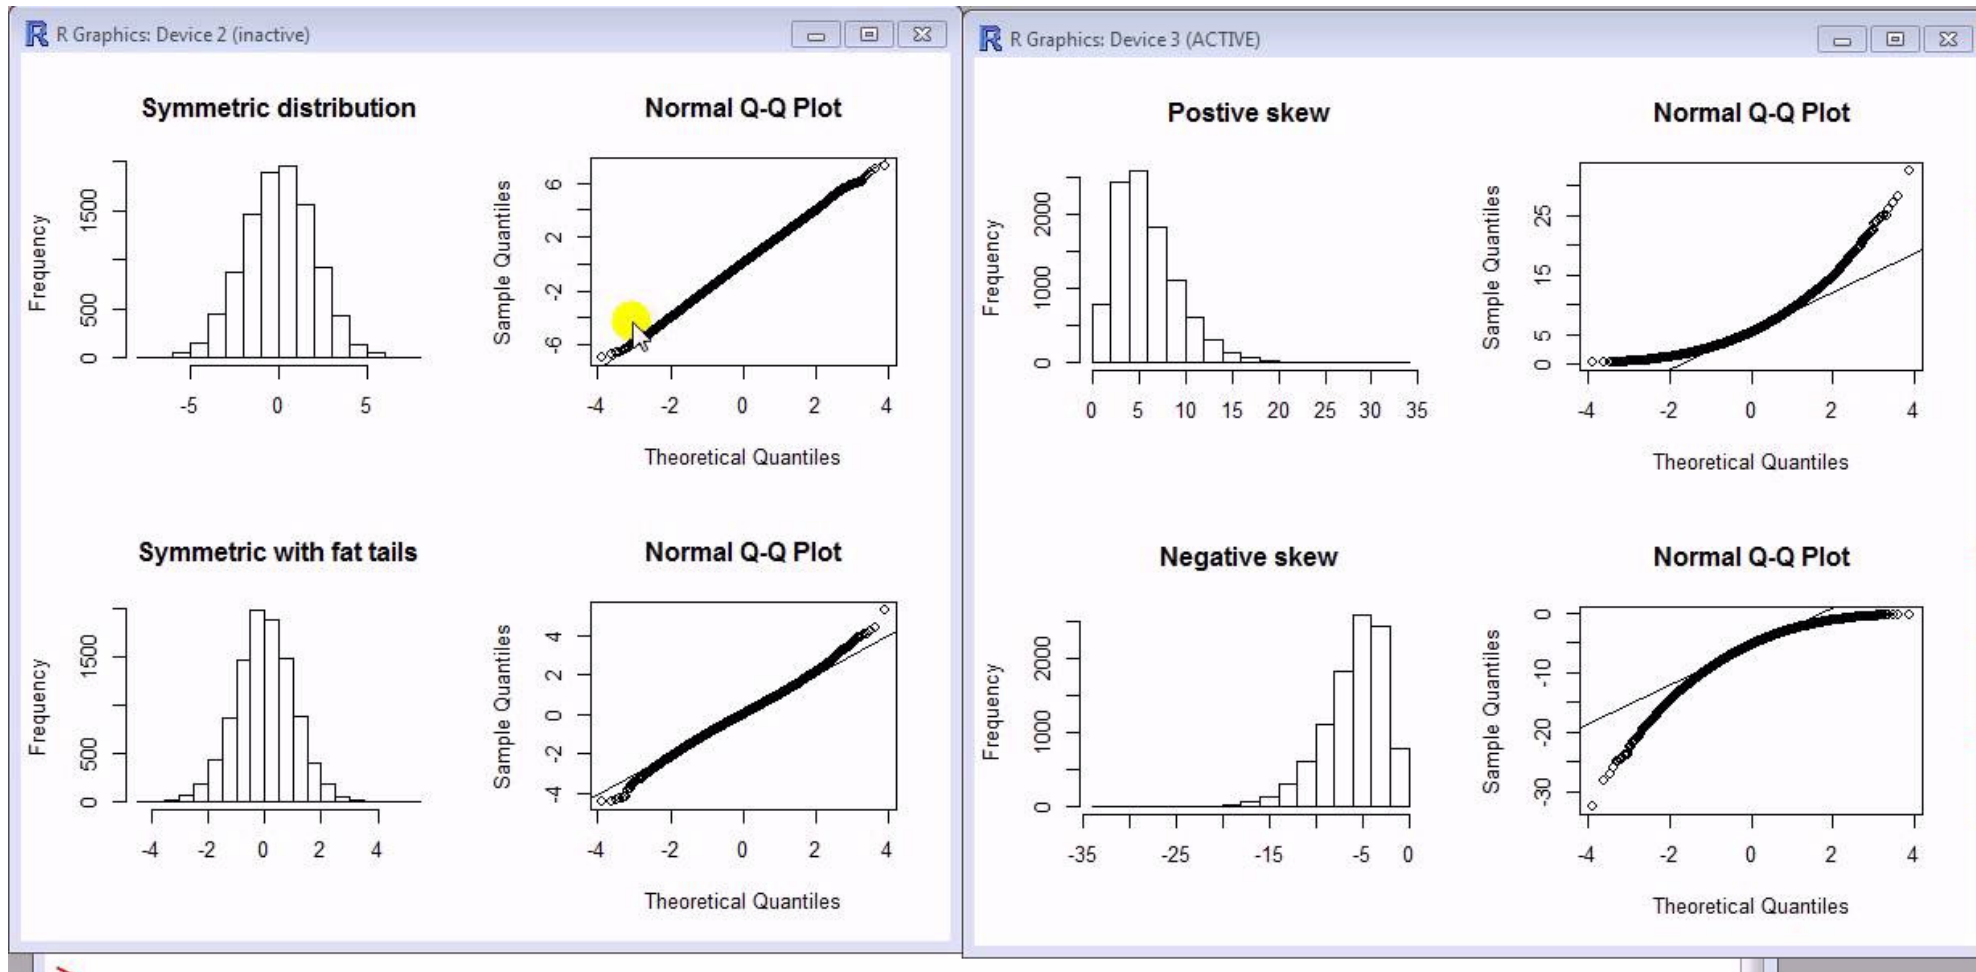 R Graphics: Device 2 (inactive)
Symmetric distribution
Frequency
0 500 1500
-5 0 5
Normal Q-Q Plot
Sample Quantiles
-6 -2 2 6
-4 -2 0 2 4
Theoretical Quantiles
Symmetric with fat tails
Frequency
0 500 1500
-4 -2 0 2 4
Normal Q-Q Plot
Sample Quantiles
-4 -2 0 2 4
-4 -2 0 2 4
Theoretical Quantiles
R Graphics: Device 3 (ACTIVE)
Postive skew
Frequency
0 1000 2000
0 5 10 15 20 25 30 35
Normal Q-Q Plot
Sample Quantiles
0 5 15 25
-4 -2 0 2 4
Theoretical Quantiles
Negative skew
Frequency
0 1000 2000
-35 -25 -15 -5 0
Normal Q-Q Plot
Sample Quantiles
-30 -20 -10 0
-4 -2 0 2 4
Theoretical Quantiles